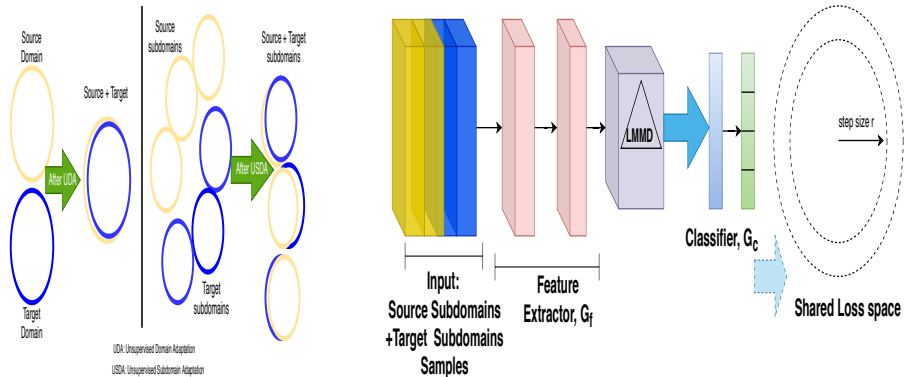 Source
Domain
Source + Target
After UDA
Target
Domain
Source
subdomains
Source + Target
subdomains
After USDA
Target
subdomains
UDA: Unsupervised Domain Adaptation
USDA: Unsupervised Subdomain Adaptation
Input:
Source Subdomains
+Target Subdomains
Samples
Feature
Extractor, G_f
LMMD
Classifier, G_c
step size r
Shared Loss space